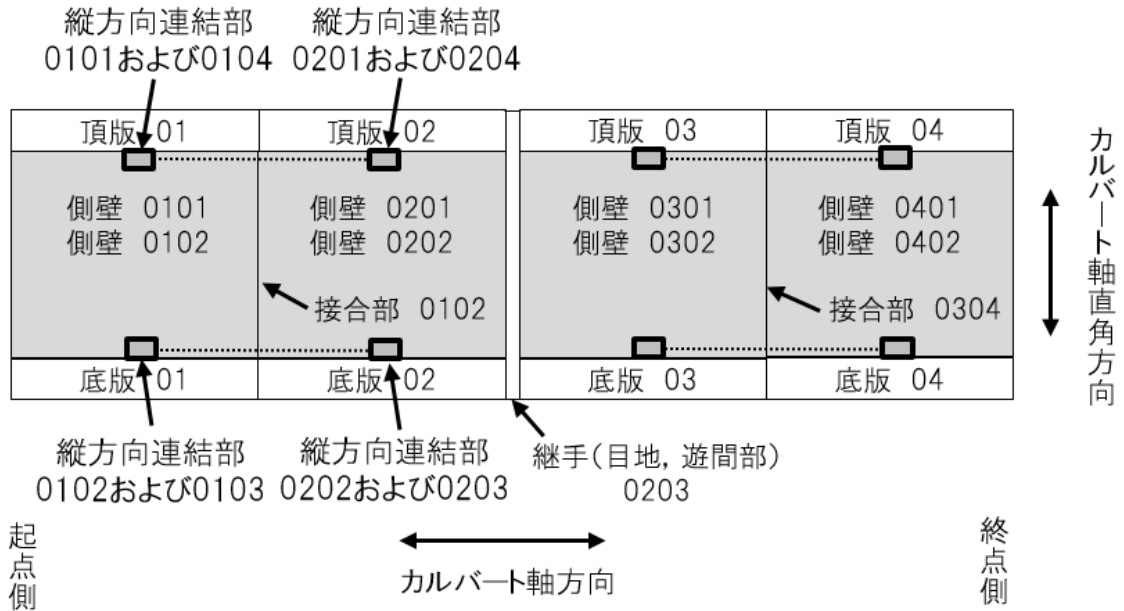 縦方向連結部
0101および0104
縦方向連結部
0201および0204
頂版 01
頂版 02
頂版 03
頂版 04
側壁 0101
側壁 0102
側壁 0201
側壁 0202
側壁 0301
側壁 0302
側壁 0401
側壁 0402
接合部 0102
接合部 0304
底版 01
底版 02
底版 03
底版 04
カルバート軸直角方向
縦方向連結部
0102および0103
縦方向連結部
0202および0203
継手(目地, 遊間部)
0203
起点側
カルバート軸方向
終点側